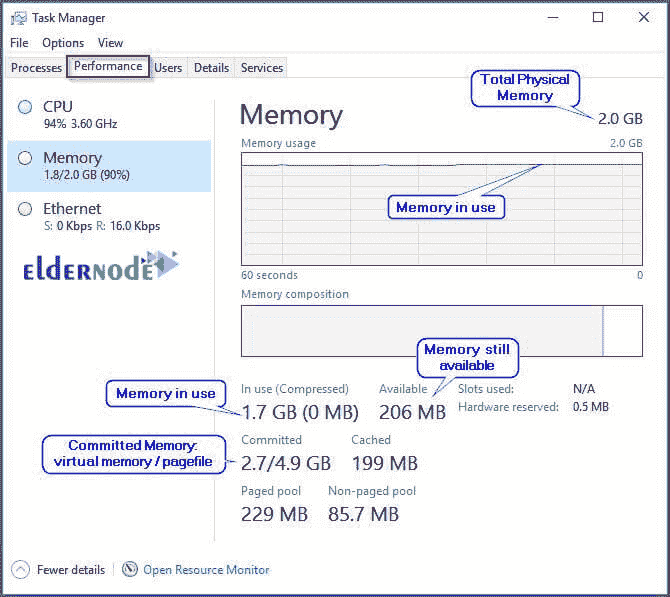 Task Manager
File Options View
Processes Performance Users Details Services
CPU
94% 3.60 GHz
Memory
1.8/2.0 GB (90%)
Ethernet
S: 0 Kbps R: 16.0 Kbps
eLdeRNODe
Memory
Total Physical
Memory
2.0 GB
Memory usage
2.0 GB
Memory in use
60 seconds
0
Memory composition
Memory still
available
Memory in use
In use (Compressed)
1.7 GB (0 MB)
Available
206 MB
Slots used: N/A
Hardware reserved: 0.5 MB
Committed Memory:
virtual memory / pagefile
Committed
2.7/4.9 GB
Cached
199 MB
Paged pool
229 MB
Non-paged pool
85.7 MB
Fewer details
Open Resource Monitor